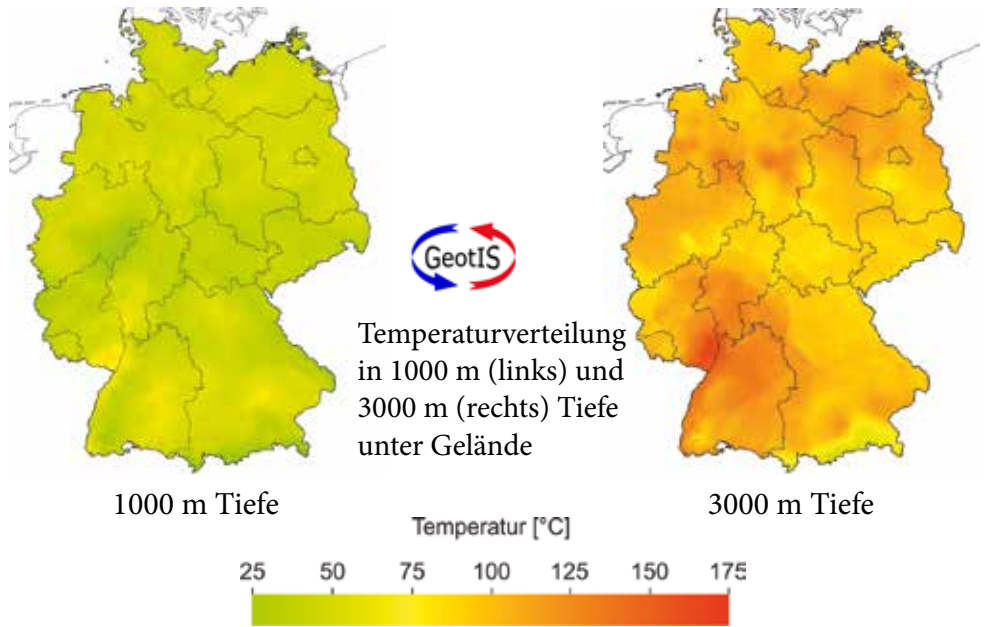 GeotIS
Temperaturverteilung
in 1000 m (links) und
3000 m (rechts) Tiefe
unter Gelände
1000 m Tiefe
3000 m Tiefe
Temperatur [°C]
25 50 75 100 125 150 175